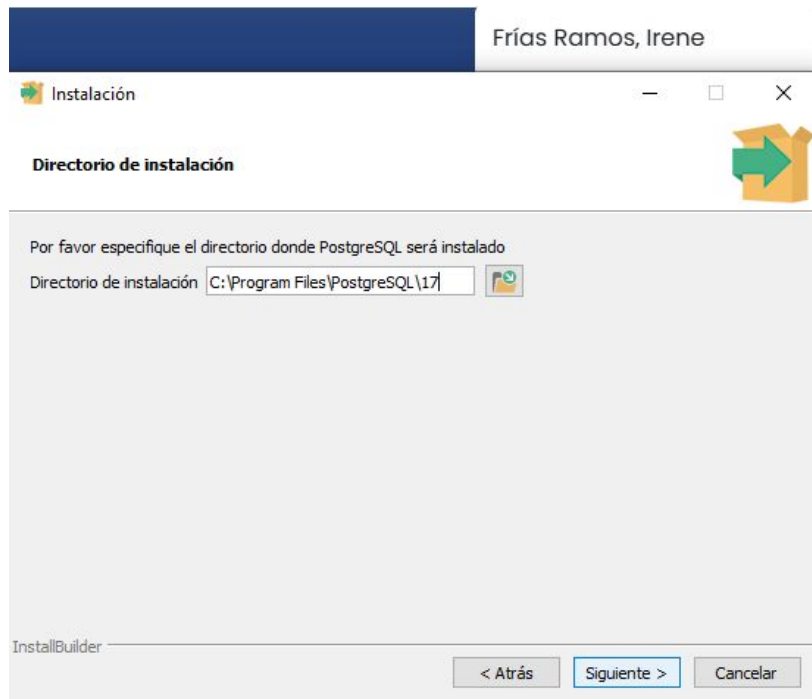 Frías Ramos, Irene
Instalación
Directorio de instalación
Por favor especifique el directorio donde PostgreSQL será instalado
Directorio de instalación C:\Program Files\PostgreSQL\17
InstallBuilder
< Atrás Siguiente > Cancelar